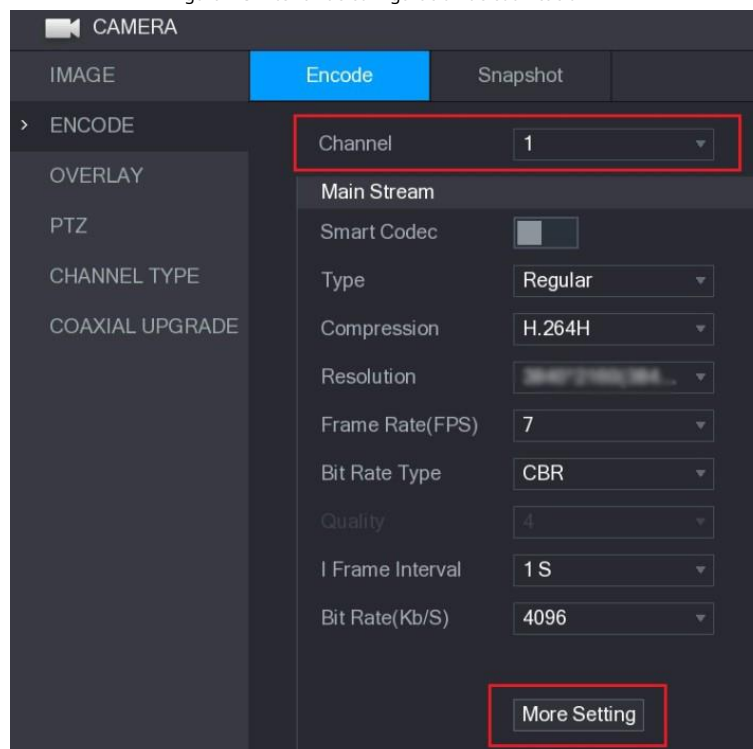 CAMERA
IMAGE
Encode
Snapshot
> ENCODE
Channel 1
OVERLAY
Main Stream
PTZ
Smart Codec
CHANNEL TYPE
Type Regular
COAXIAL UPGRADE
Compression H.264H
Resolution
Frame Rate(FPS) 7
Bit Rate Type CBR
Quality 4
I Frame Interval 1 S
Bit Rate(Kb/S) 4096
More Setting